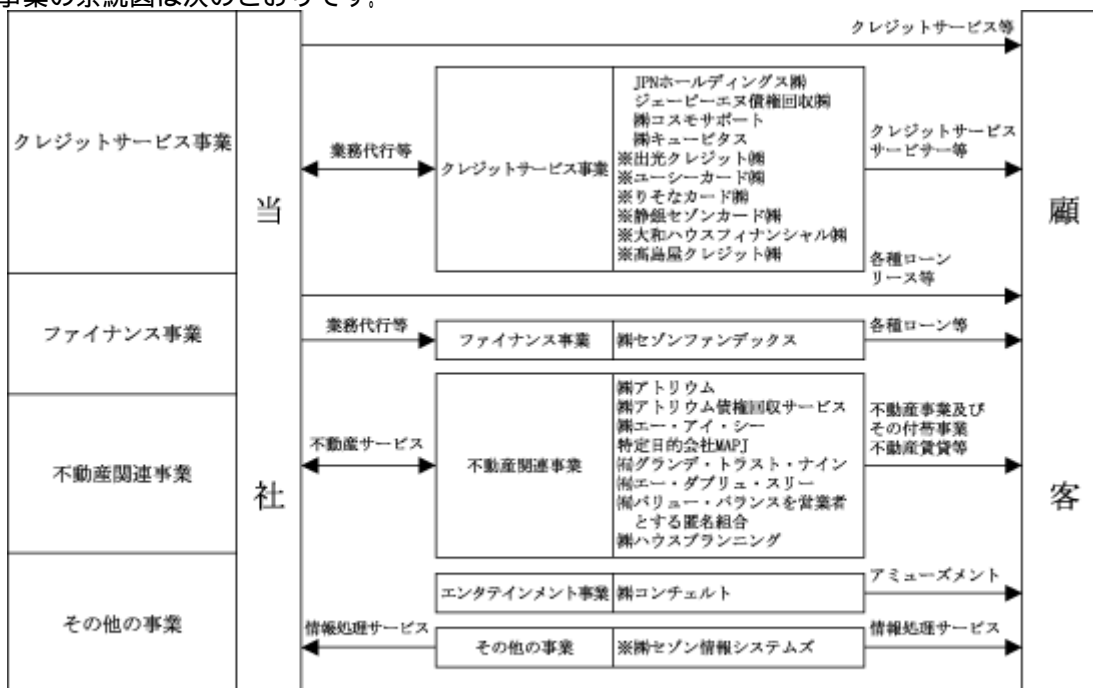 事業の系統図は次のとおりです。
クレジットサービス事業
ファイナンス事業
不動産関連事業
その他の事業
当
社
クレジットサービス等
業務代行等
クレジットサービス事業
JPNホールディングス㈱
ジェーピーエヌ債権回収㈱
㈱コスモサポート
㈱キュービタス
※出光クレジット㈱
※ユーシーカード㈱
※りそなカード㈱
※静銀セゾンカード㈱
※大和ハウスフィナンシャル㈱
※髙島屋クレジット㈱
クレジットサービス
サービサー等
各種ローン
リース等
業務代行等
ファイナンス事業
㈱セゾンファンデックス
各種ローン等
不動産サービス
不動産関連事業
㈱アトリウム
㈱アトリウム債権回収サービス
㈱エー・アイ・シー
特定目的会社MAPJ
㈲グランデ・トラスト・ナイン
㈲エー・ダブリュ・スリー
㈲バリュー・バランスを営業者
とする匿名組合
㈱ハウスプランニング
不動産事業及び
その付帯事業
不動産賃貸等
エンタテインメント事業
㈱コンチェルト
アミューズメント
情報処理サービス
その他の事業
※㈱セゾン情報システムズ
情報処理サービス
顧
客